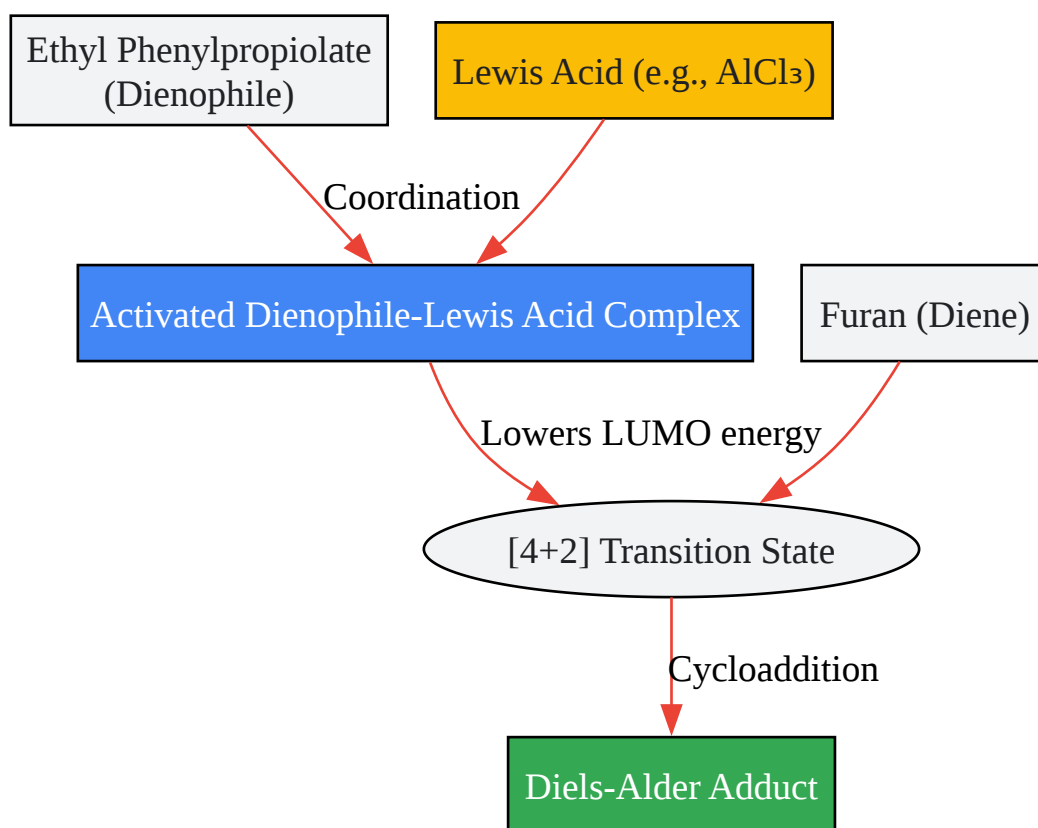 Ethyl Phenylpropiolate
(Dienophile)
Lewis Acid (e.g., AlCl₃)
Coordination
Activated Dienophile-Lewis Acid Complex
Furan (Diene)
Lowers LUMO energy
[4+2] Transition State
Cycloaddition
Diels-Alder Adduct